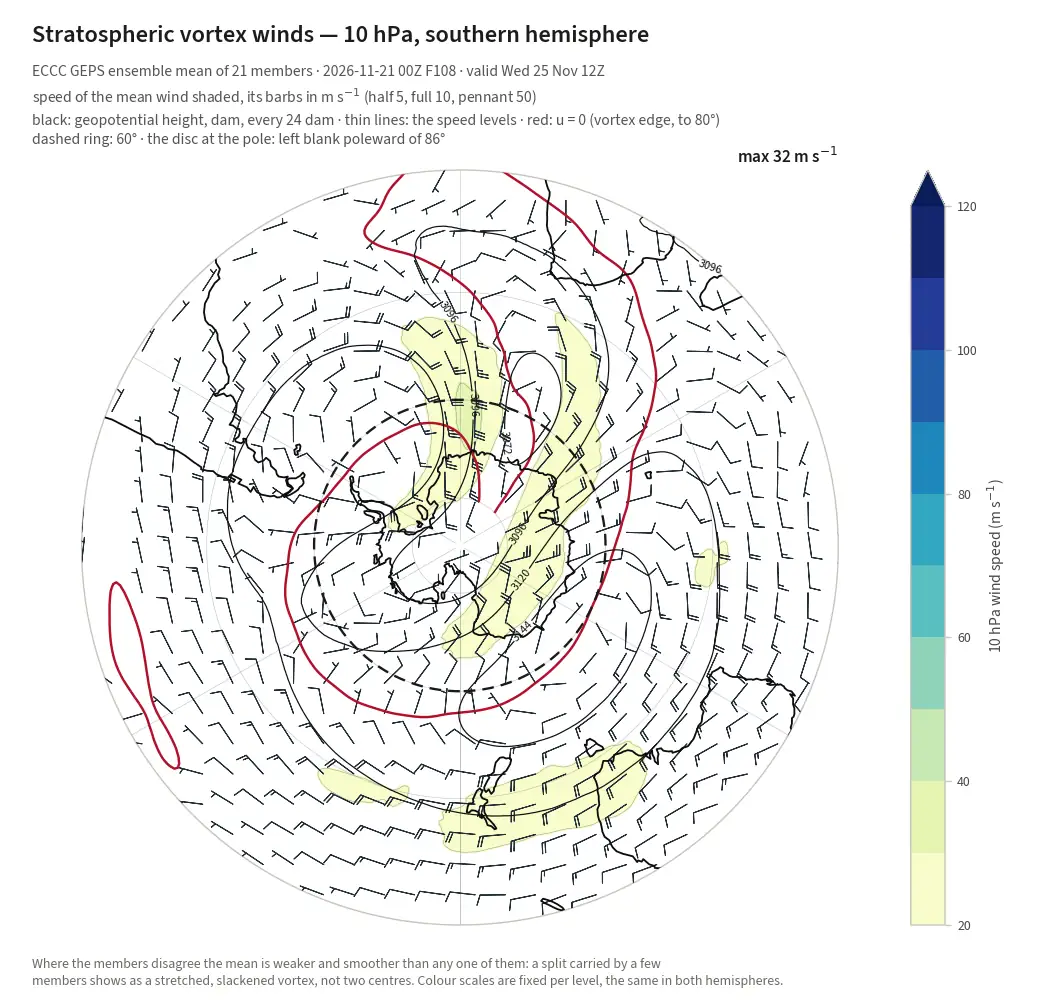 Stratospheric vortex winds — 10 hPa, southern hemisphere
ECCC GEPS ensemble mean of 21 members · 2026-11-21 00Z F108 · valid Wed 25 Nov 12Z
speed of the mean wind shaded, its barbs in m s⁻¹ (half 5, full 10, pennant 50)
black: geopotential height, dam, every 24 dam · thin lines: the speed levels · red: u = 0 (vortex edge, to 80°)
dashed ring: 60° · the disc at the pole: left blank poleward of 86°
max 32 m s⁻¹
120
100
80
60
40
20
10 hPa wind speed (m s⁻¹)
3096
3096
3096
3096
3120
3144
Where the members disagree the mean is weaker and smoother than any one of them: a split carried by a few
members shows as a stretched, slackened vortex, not two centres. Colour scales are fixed per level, the same in both hemispheres.